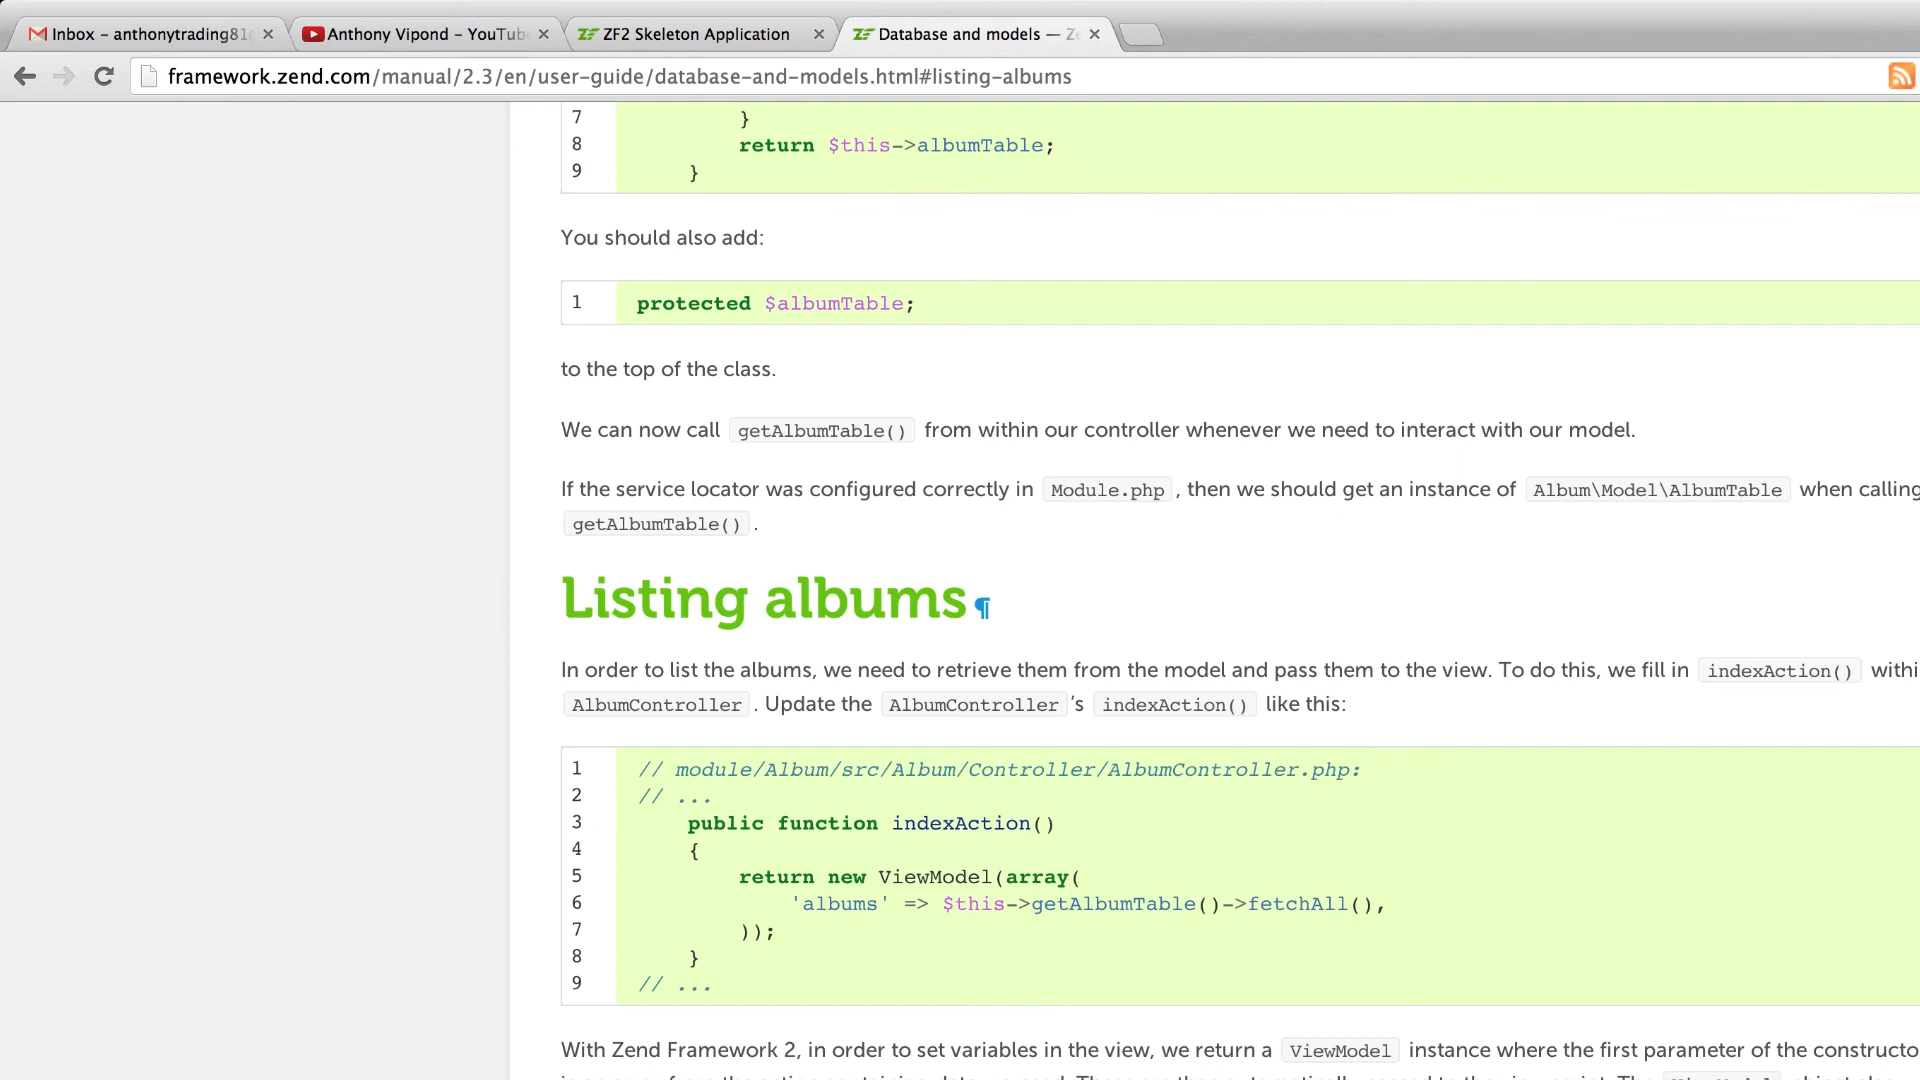 Inbox – anthonytrading81
Anthony Vipond – YouTub
ZF2 Skeleton Application
Database and models — Ze
framework.zend.com/manual/2.3/en/user-guide/database-and-models.html#listing-albums
7 }
8 return $this->albumTable;
9 }
You should also add:
1 protected $albumTable;
to the top of the class.
We can now call getAlbumTable() from within our controller whenever we need to interact with our model.
If the service locator was configured correctly in Module.php , then we should get an instance of Album\Model\AlbumTable when calling
getAlbumTable() .
Listing albums ¶
In order to list the albums, we need to retrieve them from the model and pass them to the view. To do this, we fill in indexAction() withi
AlbumController . Update the AlbumController 's indexAction() like this:
1 // module/Album/src/Album/Controller/AlbumController.php:
2 // ...
3 public function indexAction()
4 {
5 return new ViewModel(array(
6 'albums' => $this->getAlbumTable()->fetchAll(),
7 ));
8 }
9 // ...
With Zend Framework 2, in order to set variables in the view, we return a ViewModel instance where the first parameter of the constructo